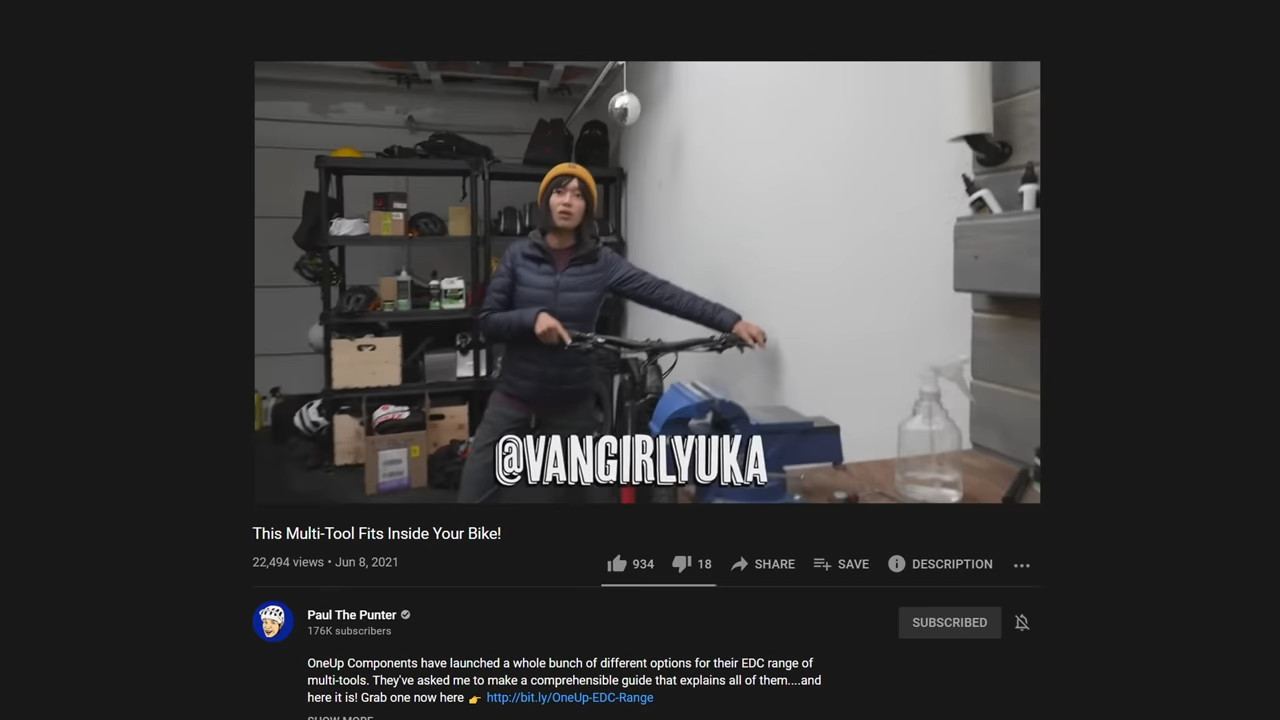 @VANGIRLYUKA
This Multi-Tool Fits Inside Your Bike!
22,494 views • Jun 8, 2021
934
18
SHARE
SAVE
DESCRIPTION
Paul The Punter
176K subscribers
SUBSCRIBED
OneUp Components have launched a whole bunch of different options for their EDC range of
multi-tools. They've asked me to make a comprehensible guide that explains all of them....and
here it is! Grab one now here 👉 http://bit.ly/OneUp-EDC-Range
SHOW MORE